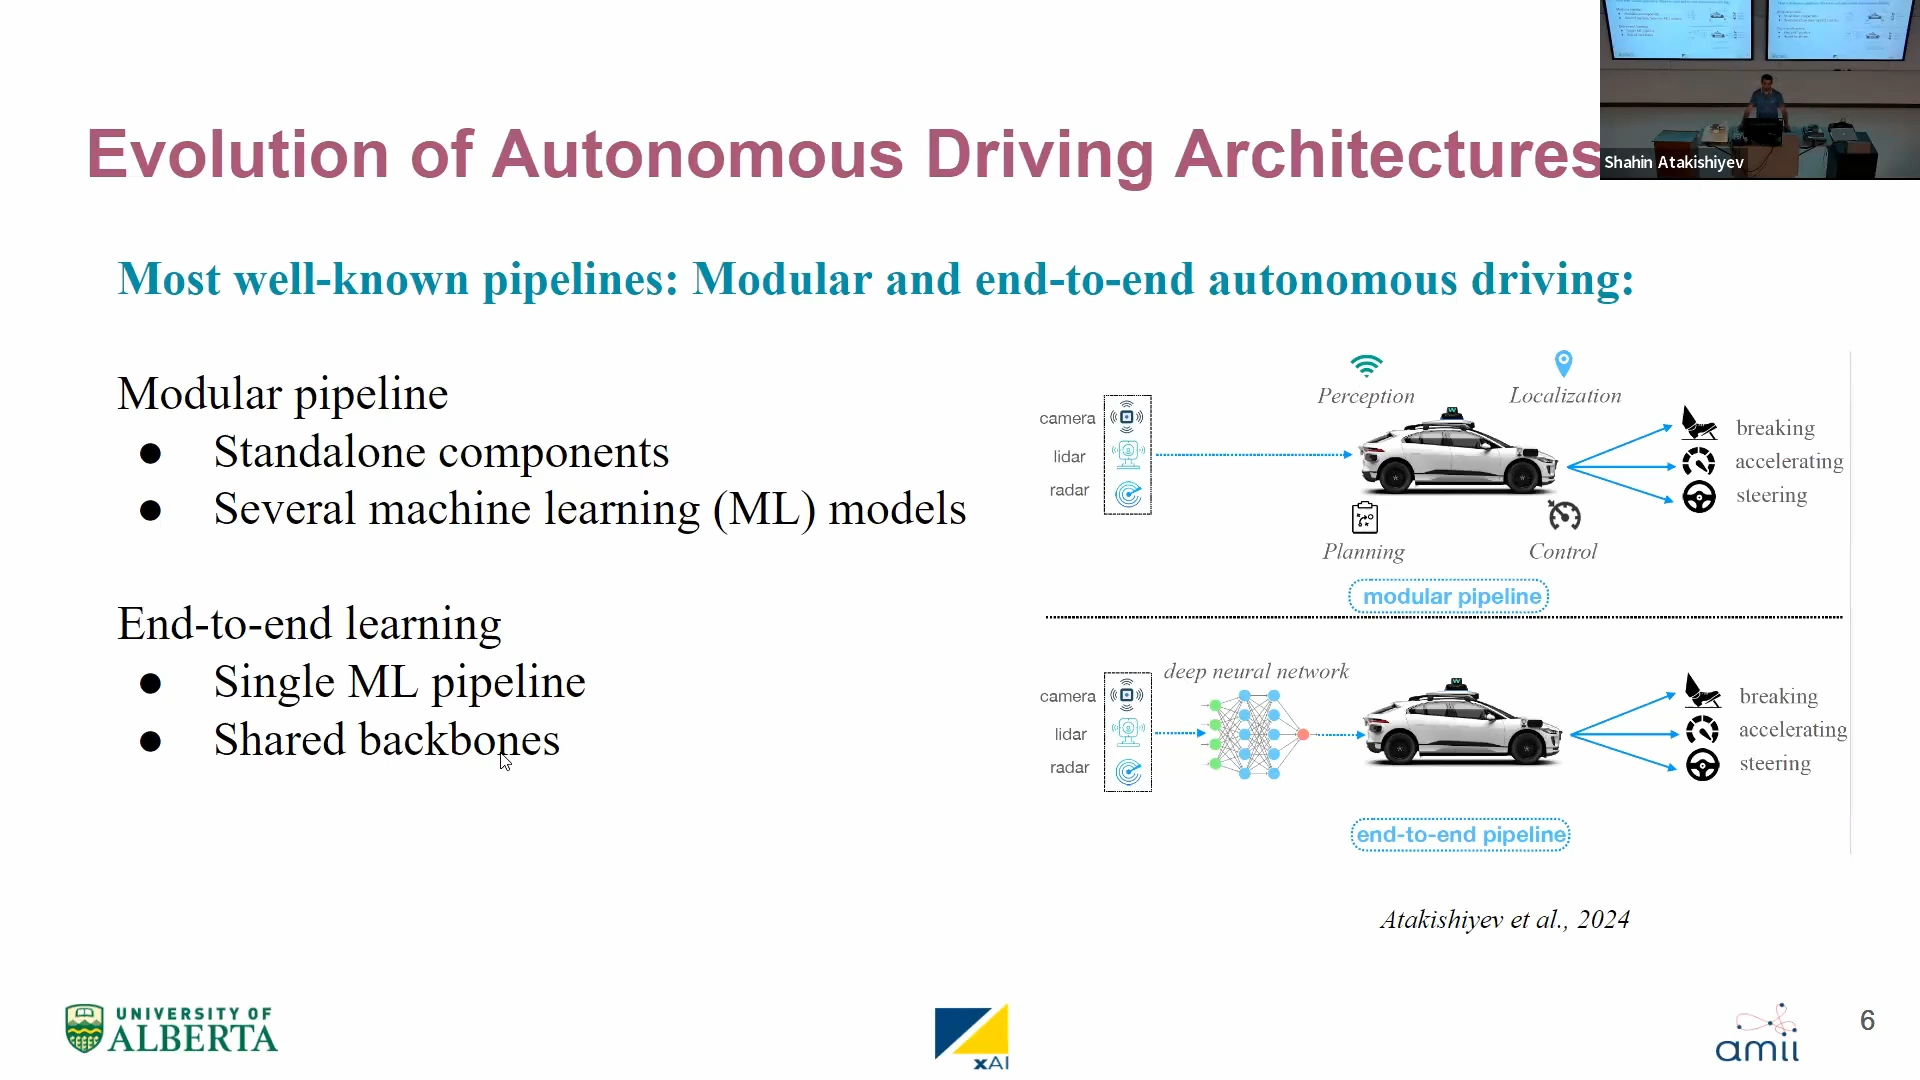 Evolution of Autonomous Driving Architectures
Shahin Atakishiyev
Most well-known pipelines: Modular and end-to-end autonomous driving:
Modular pipeline
● Standalone components
● Several machine learning (ML) models
End-to-end learning
● Single ML pipeline
● Shared backbones
Perception
Localization
camera
lidar
radar
breaking
accelerating
steering
Planning
Control
modular pipeline
deep neural network
camera
lidar
radar
breaking
accelerating
steering
end-to-end pipeline
Atakishiyev et al., 2024
UNIVERSITY OF
ALBERTA
xAI
amii
6